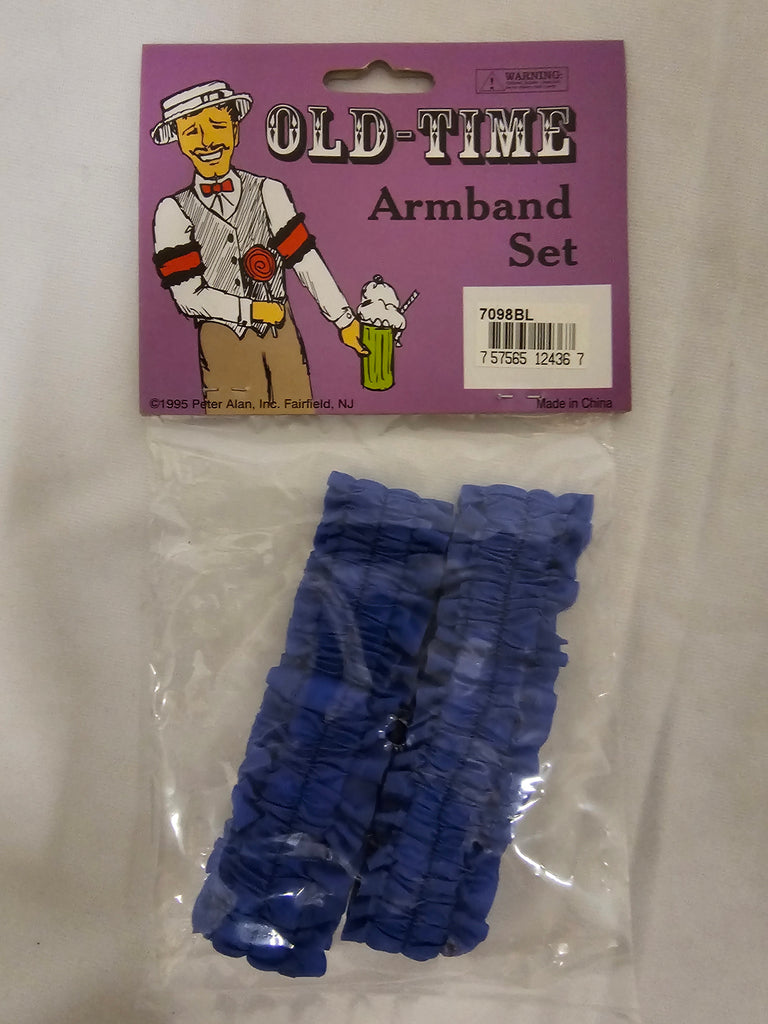 WARNING:
OLD-TIME
Armband
Set
7098BL
7 57565 12436 7
©1995 Peter Alan, Inc. Fairfield, NJ
Made in China